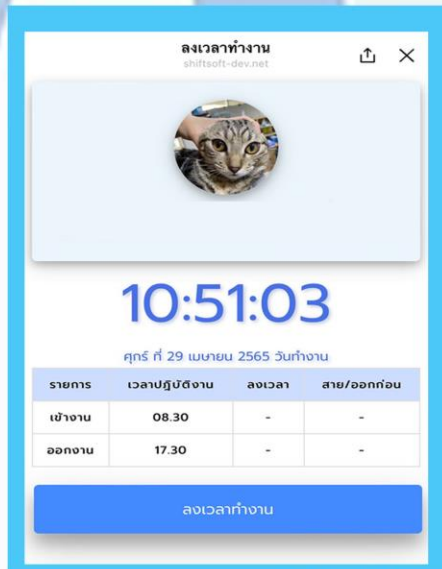 ลงเวลาทำงาน
shiftsoft-dev.net
10:51:03
ศุกร์ ที่ 29 เมษายน 2565 วันทำงาน
รายการ เวลาปฏิบัติงาน ลงเวลา สาย/ออกก่อน
เข้างาน 08.30 - -
ออกงาน 17.30 - -
ลงเวลาทำงาน